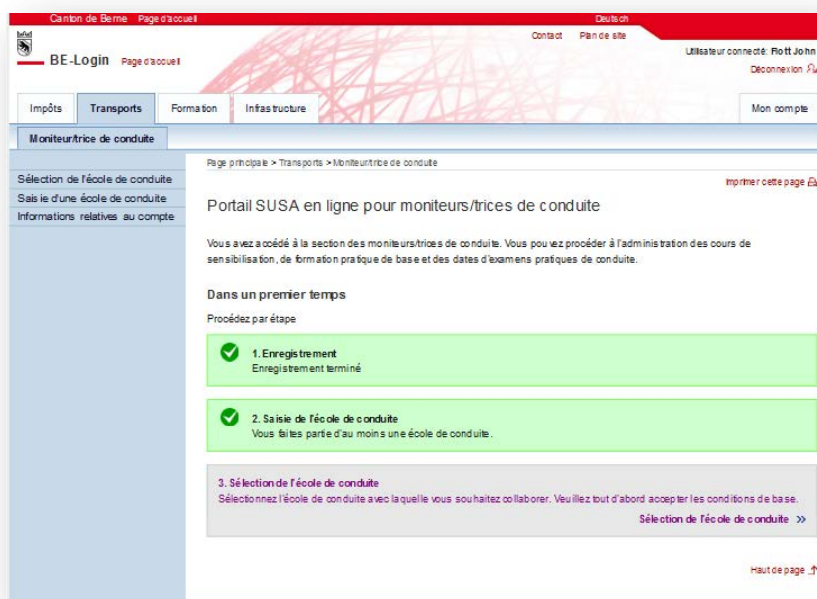 Canton de Berne Page d'accueil Deutsch
Contact Plan de site
BE-Login Page d'accueil
Utilisateur connecté: Rott John
Déconnexion
Impôts Transports Formation Infrastructure Mon compte
Moniteur/trice de conduite
Page principale > Transports > Moniteur/trice de conduite
Sélection de l'école de conduite
Saisie d'une école de conduite
Informations relatives au compte
Imprimer cette page
Portail SUSA en ligne pour moniteurs/trices de conduite
Vous avez accédé à la section des moniteurs/trices de conduite. Vous pouvez procéder à l'administration des cours de
sensibilisation, de formation pratique de base et des dates d'examens pratiques de conduite.
Dans un premier temps
Procédez par étape
1. Enregistrement
Enregistrement terminé
2. Saisie de l'école de conduite
Vous faites partie d'au moins une école de conduite.
3. Sélection de l'école de conduite
Sélectionnez l'école de conduite avec laquelle vous souhaitez collaborer. Veuillez tout d'abord accepter les conditions de base.
Sélection de l'école de conduite »
Haut de page